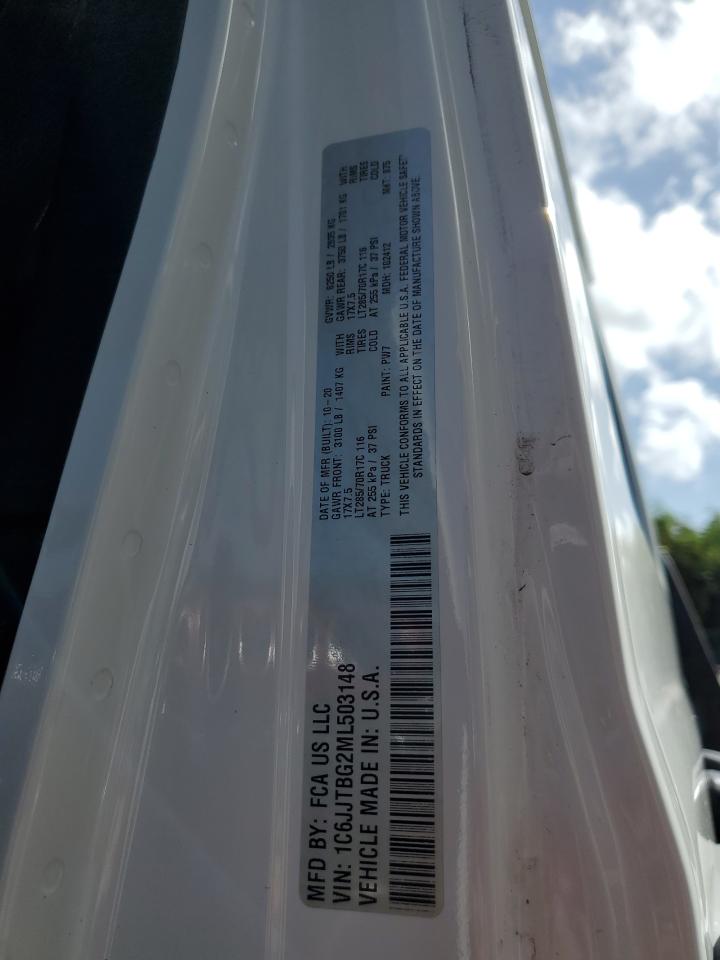 MFD BY: FCA US LLC
VIN: 1C6JJTBG2ML503148
VEHICLE MADE IN: U.S.A.
DATE OF MFR (BUILT): 10-20 GVWR: 6250 LB / 2835 KG
GAWR FRONT: 3100 LB / 1407 KG WITH GAWR REAR: 3750 LB / 1701 KG WITH
17X7.5 RIMS 17X7.5 RIMS
LT285/70R17C 116 TIRES LT285/70R17C 116 TIRES
AT 255 kPa / 37 PSI COLD AT 255 kPa / 37 PSI COLD
TYPE: TRUCK PAINT: PW7 MDH: 102412 MKT: 875
THIS VEHICLE CONFORMS TO ALL APPLICABLE U.S.A. FEDERAL MOTOR VEHICLE SAFETY
STANDARDS IN EFFECT ON THE DATE OF MANUFACTURE SHOWN ABOVE.